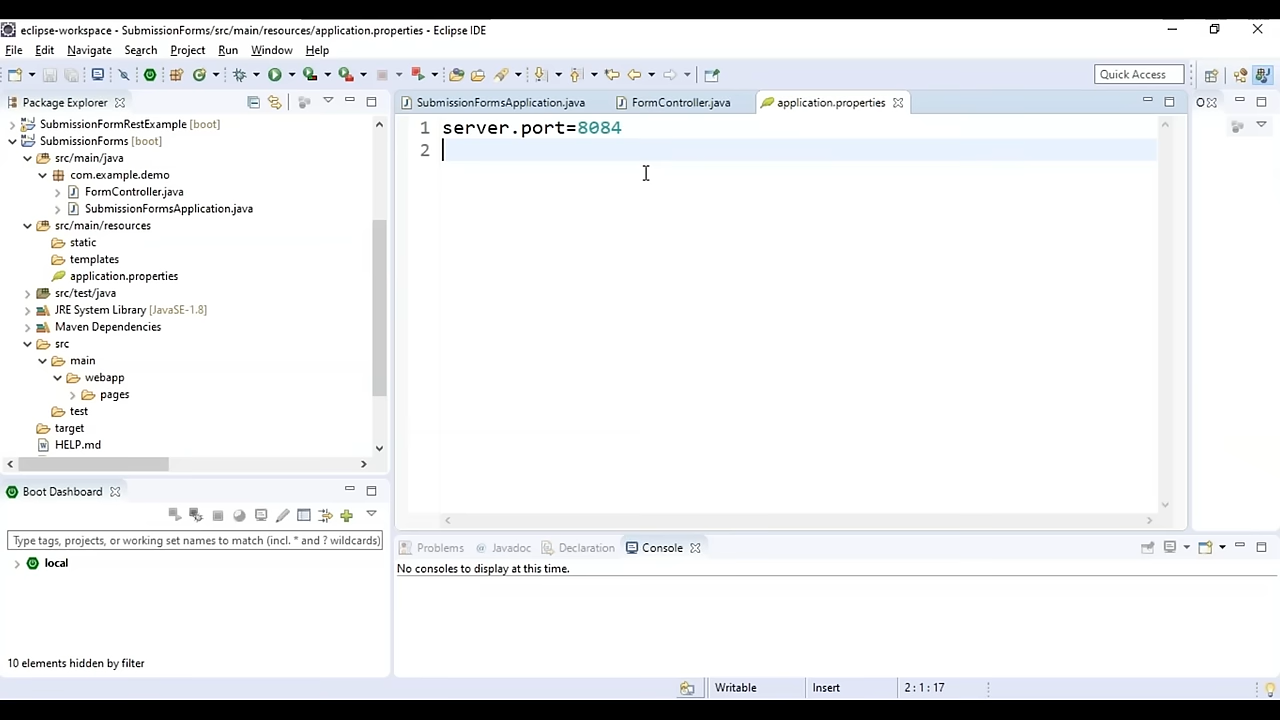 eclipse-workspace - SubmissionForms/src/main/resources/application.properties - Eclipse IDE
File Edit Navigate Search Project Run Window Help
Quick Access
Package Explorer
SubmissionFormRestExample [boot]
SubmissionForms [boot]
src/main/java
com.example.demo
FormController.java
SubmissionFormsApplication.java
src/main/resources
static
templates
application.properties
src/test/java
JRE System Library [JavaSE-1.8]
Maven Dependencies
src
main
webapp
pages
test
target
HELP.md
SubmissionFormsApplication.java FormController.java application.properties
1 server.port=8084
2
O
Boot Dashboard
Type tags, projects, or working set names to match (incl. * and ? wildcards)
local
10 elements hidden by filter
Problems @ Javadoc Declaration Console
No consoles to display at this time.
Writable Insert 2 : 1 : 17